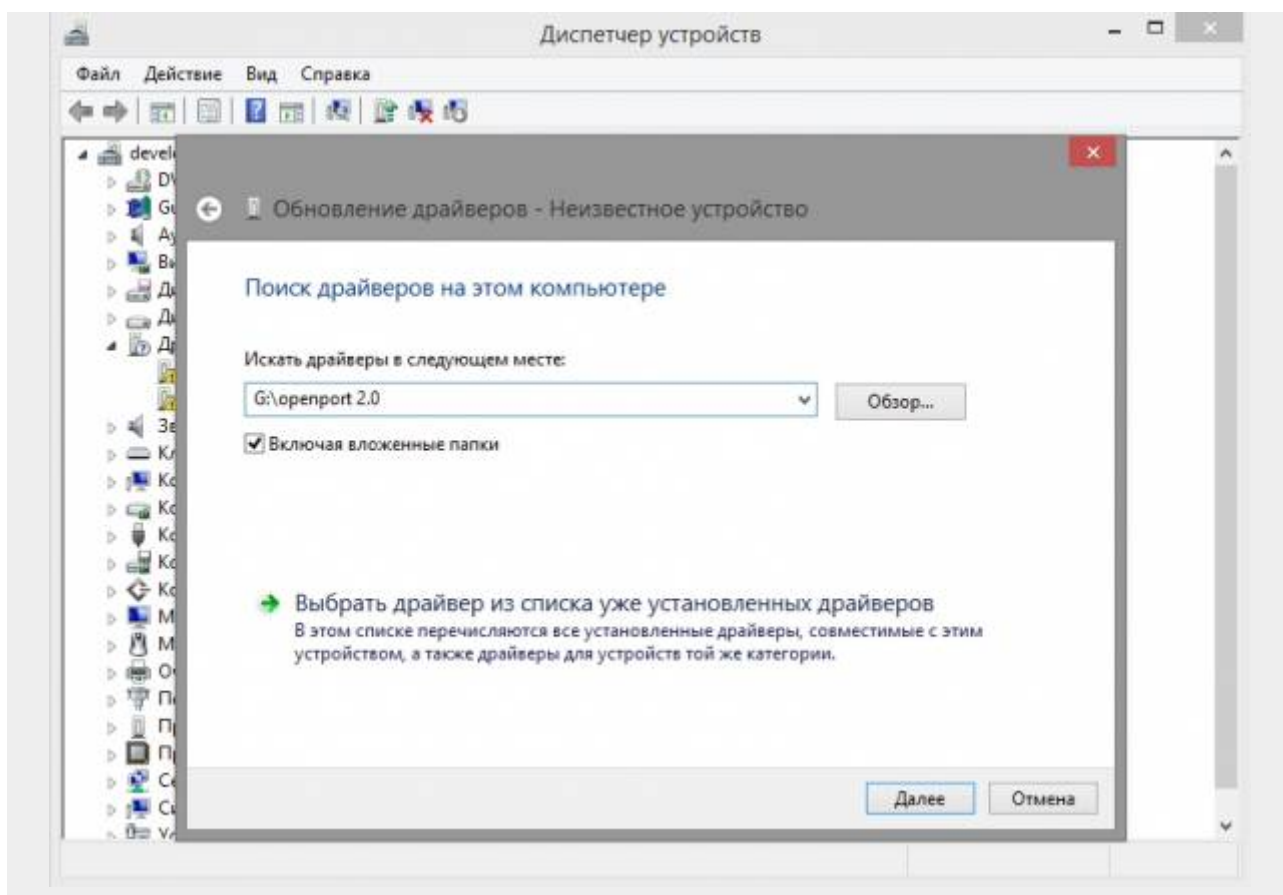 Диспетчер устройств
Файл Действие Вид Справка
Обновление драйверов - Неизвестное устройство
Поиск драйверов на этом компьютере
Искать драйверы в следующем месте:
G:\openport 2.0
Обзор...
Включая вложенные папки
Выбрать драйвер из списка уже установленных драйверов
В этом списке перечисляются все установленные драйверы, совместимые с этим
устройством, а также драйверы для устройств той же категории.
Далее Отмена